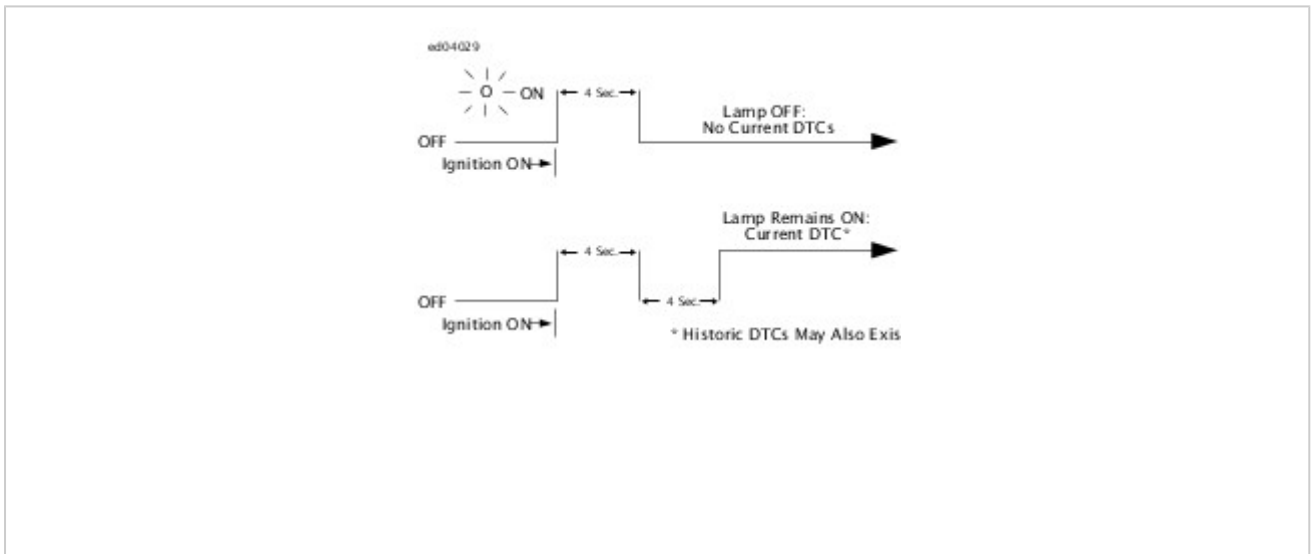 ed04029
O
ON
4 Sec.
Lamp OFF:
No Current DTCs
OFF
Ignition ON
Lamp Remains ON:
Current DTC*
4 Sec.
OFF
4 Sec.
Ignition ON
* Historic DTCs May Also Exis